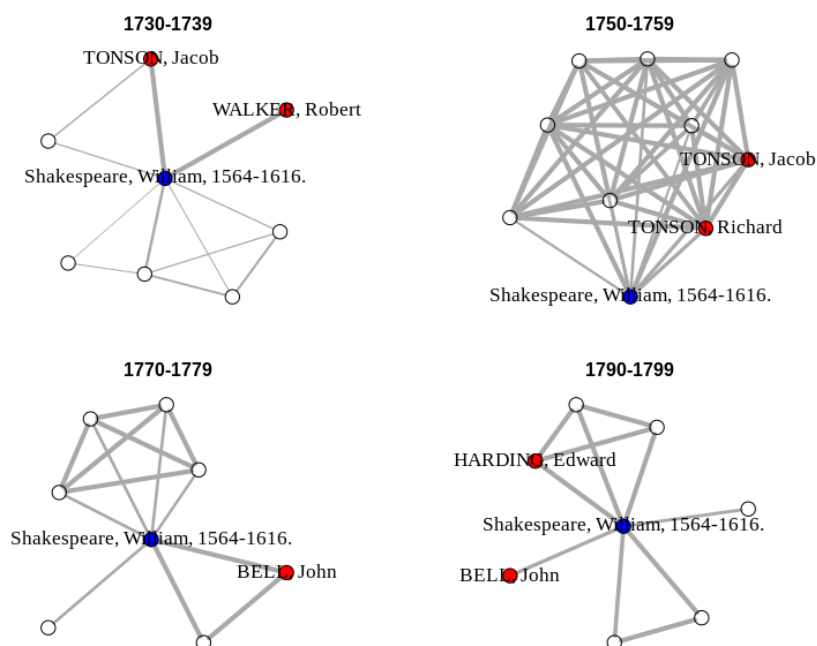 1730-1739
TONSON, Jacob
WALKER, Robert
Shakespeare, William, 1564-1616.
1750-1759
TONSON, Jacob
TONSON, Richard
Shakespeare, William, 1564-1616.
1770-1779
Shakespeare, William, 1564-1616.
BELL, John
1790-1799
HARDING, Edward
Shakespeare, William, 1564-1616.
BELL, John